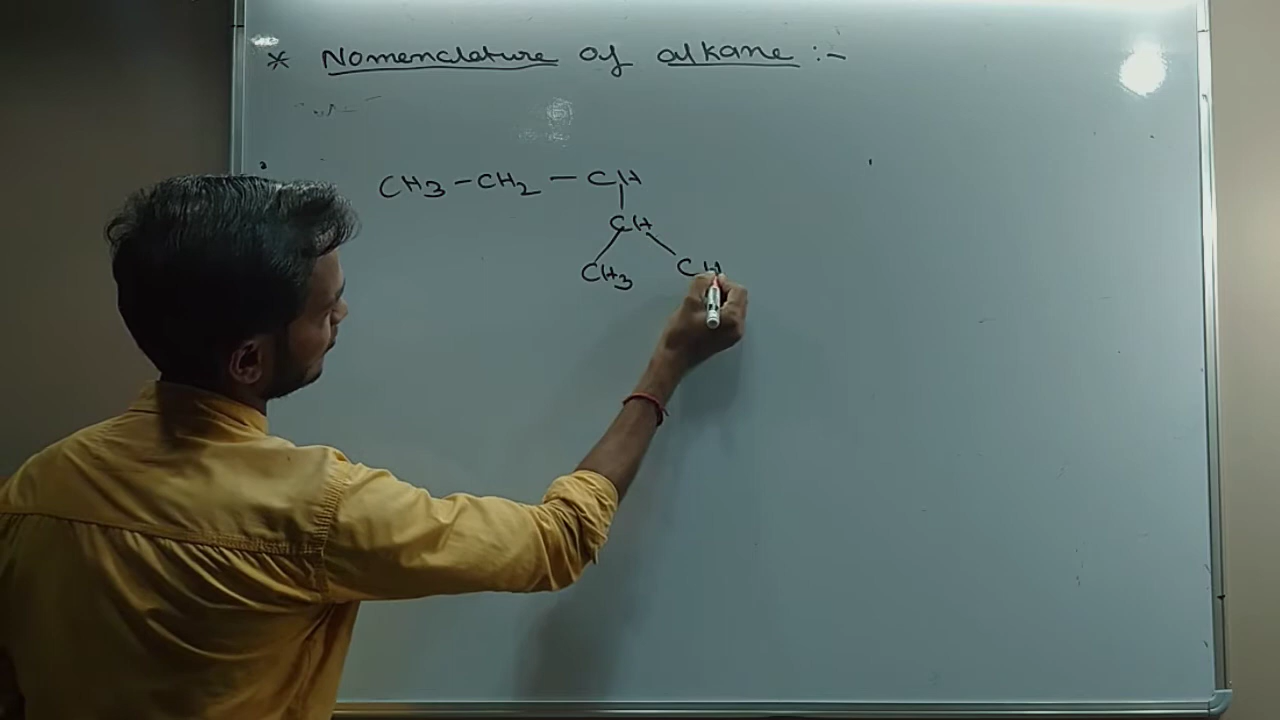 * Nomenclature of alkane :-
CH3 - CH2 - CH
CH
CH3 CH